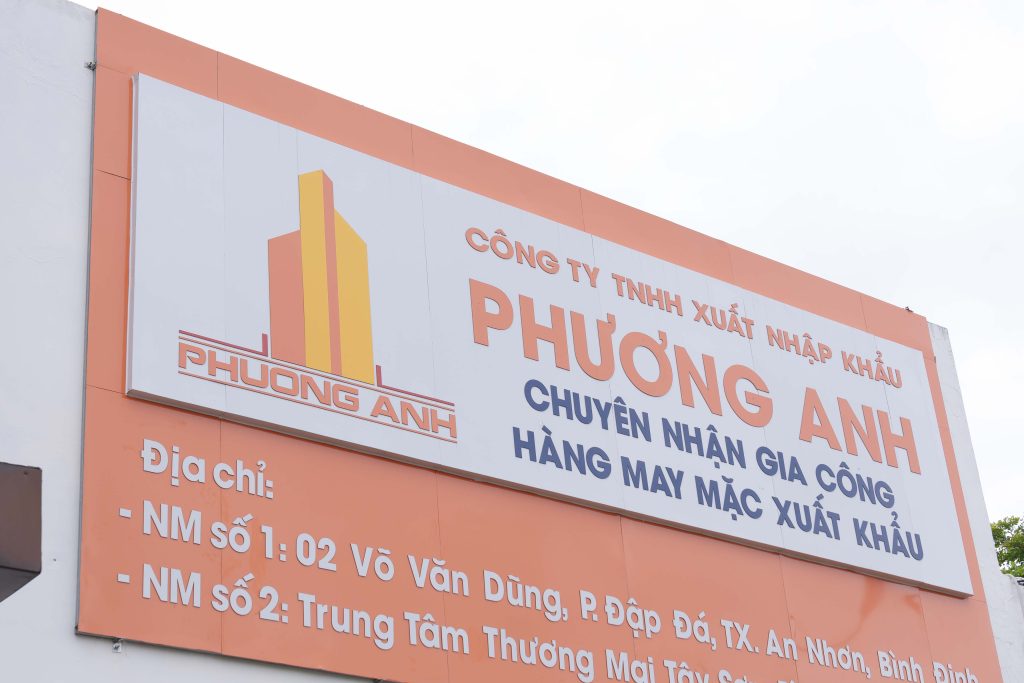 PHUONG ANH
CÔNG TY TNHH XUẤT NHẬP KHẨU
PHƯƠNG ANH
CHUYÊN NHẬN GIA CÔNG
HÀNG MAY MẶC XUẤT KHẨU
Địa chỉ:
- NM số 1: 02 Võ Văn Dũng, P. Đập Đá, TX. An Nhơn, Bình Định
- NM số 2: Trung Tâm Thương Mại Tây